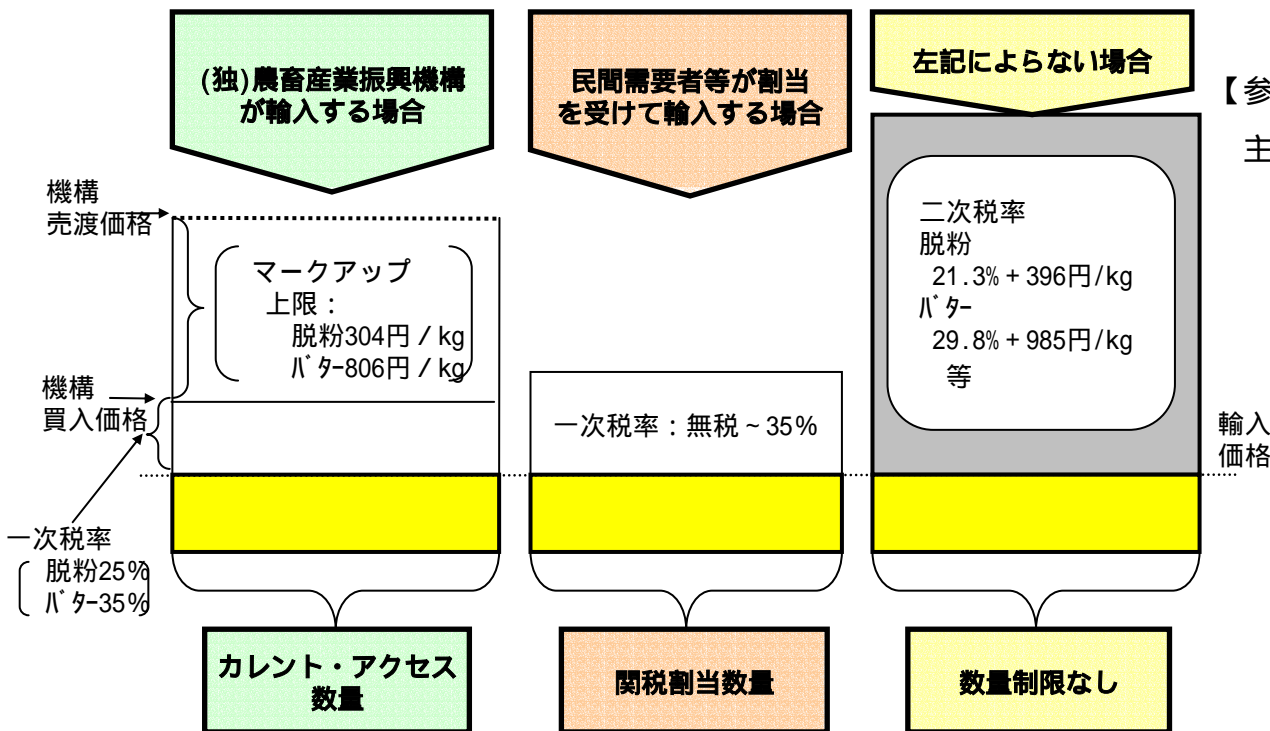 (独)農畜産業振興機構
が輸入する場合
民間需要者等が割当
を受けて輸入する場合
左記によらない場合
【参
主
機構
売渡価格
マークアップ
上限：
脱粉304円／kg
バター806円／kg
二次税率
脱粉
21.3%＋396円/kg
バター
29.8%＋985円/kg
等
機構
買入価格
一次税率：無税～35%
輸入
価格
一次税率
脱粉25%
バター35%
カレント・アクセス
数量
関税割当数量
数量制限なし